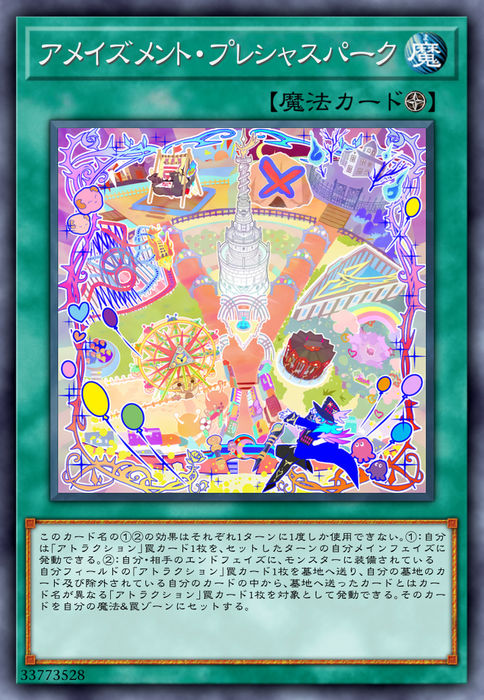 アメイズメント・プレシャスパーク 魔
【魔法カード】
このカード名の①②の効果はそれぞれ1ターンに1度しか使用できない。①:自分
は「アトラクション」罠カード1枚を、セットしたターンの自分メインフェイズに
発動できる。②:自分・相手のエンドフェイズに、モンスターに装備されている
自分フィールドの「アトラクション」罠カード1枚を墓地へ送り、自分の墓地のカ
ード及び除外されている自分のカードの中から、墓地へ送ったカードとはカー
ド名が異なる「アトラクション」罠カード1枚を対象として発動できる。そのカー
ドを自分の魔法&罠ゾーンにセットする。
33773528